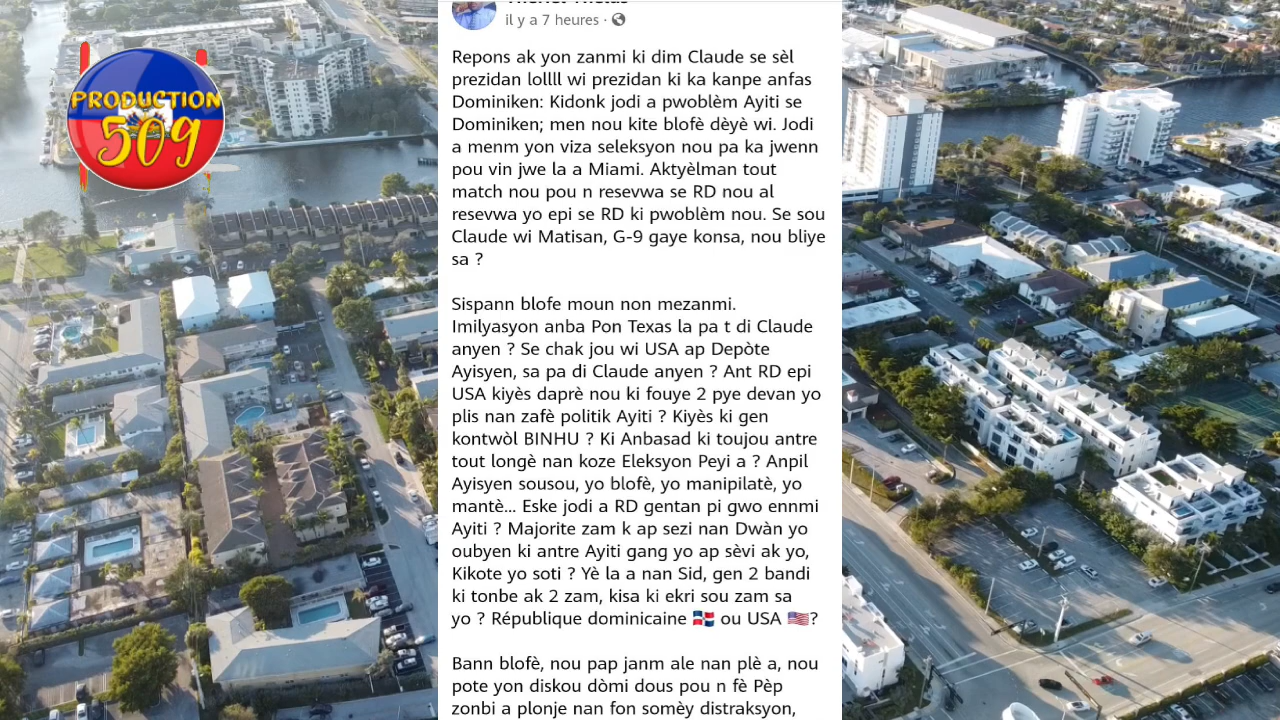 PRODUCTION
509
il y a 7 heures ·
Repons ak yon zanmi ki dim Claude se sèl
prezidan lollll wi prezidan ki ka kanpe anfas
Dominiken: Kidonk jodi a pwoblèm Ayiti se
Dominiken; men nou kite blofè dèyè wi. Jodi
a menm yon viza seleksyon nou pa ka jwenn
pou vin jwe la a Miami. Aktyèlman tout
match nou pou n resevwa se RD nou al
resevwa yo epi se RD ki pwoblèm nou. Se sou
Claude wi Matisan, G-9 gaye konsa, nou bliye
sa ?
Sispann blofe moun non mezanmi.
Imilyasyon anba Pon Texas la pa t di Claude
anyen ? Se chak jou wi USA ap Depòte
Ayisyen, sa pa di Claude anyen ? Ant RD epi
USA kiyès daprè nou ki fouye 2 pye devan yo
plis nan zafè politik Ayiti ? Kiyès ki gen
kontwòl BINHU ? Ki Anbasad ki toujou antre
tout longè nan koze Eleksyon Peyi a ? Anpil
Ayisyen sousou, yo blofè, yo manipilatè, yo
mantè... Eske jodi a RD gentan pi gwo ennmi
Ayiti ? Majorite zam k ap sezi nan Dwàn yo
oubyen ki antre Ayiti gang yo ap sèvi ak yo,
Kikote yo soti ? Yè la a nan Sid, gen 2 bandi
ki tonbe ak 2 zam, kisa ki ekri sou zam sa
yo ? République dominicaine 🇩🇴 ou USA 🇺🇸?
Bann blofè, nou pap janm ale nan plè a, nou
pote yon diskou dòmi dous pou n fè Pèp
zonbi a plonje nan fon somèy distraksyon,